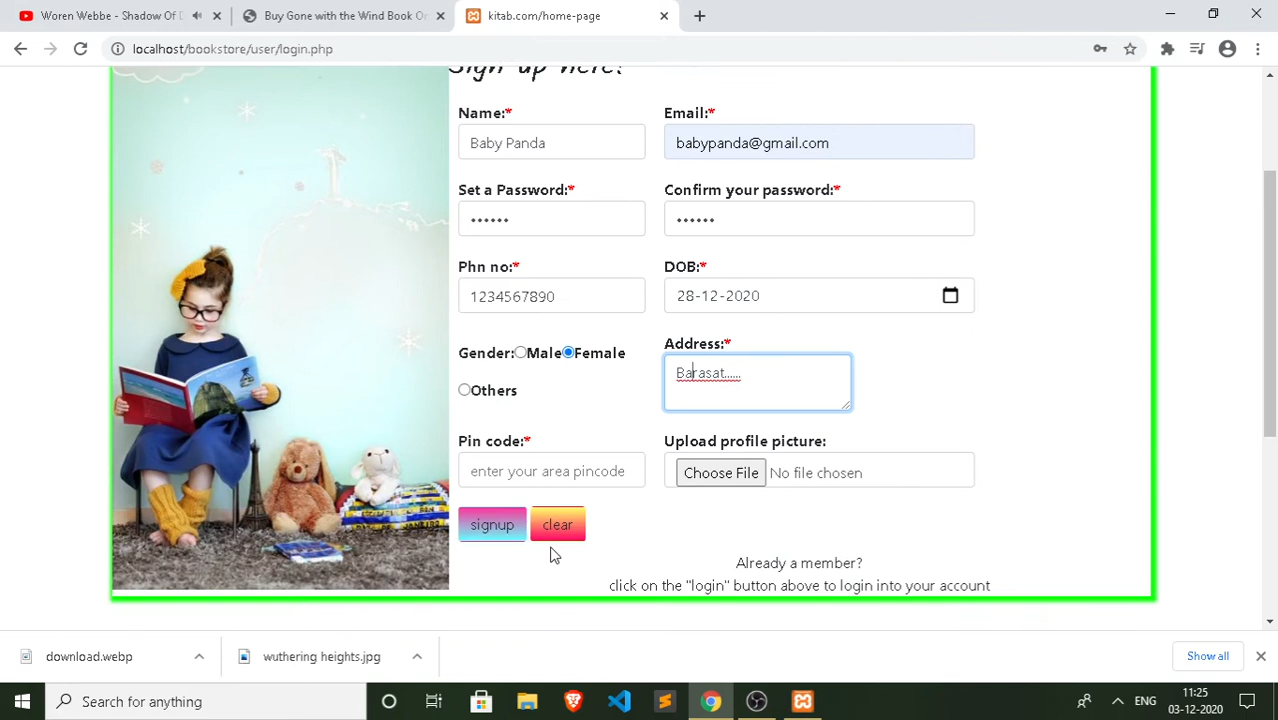 Woren Webbe - Shadow Of D
Buy Gone with the Wind Book On
kitab.com/home-page
localhost/bookstore/user/login.php
Sign up here!
Name:*
Email:*
Baby Panda
babypanda@gmail.com
Set a Password:*
Confirm your password:*
••••••
••••••
Phn no:*
DOB:*
1234567890
28-12-2020
Gender:
Male
Female
Others
Address:*
Barasat......
Pin code:*
Upload profile picture:
enter your area pincode
Choose File No file chosen
signup
clear
Already a member?
click on the "login" button above to login into your account
download.webp
wuthering heights.jpg
Show all
Search for anything
ENG
11:25
03-12-2020